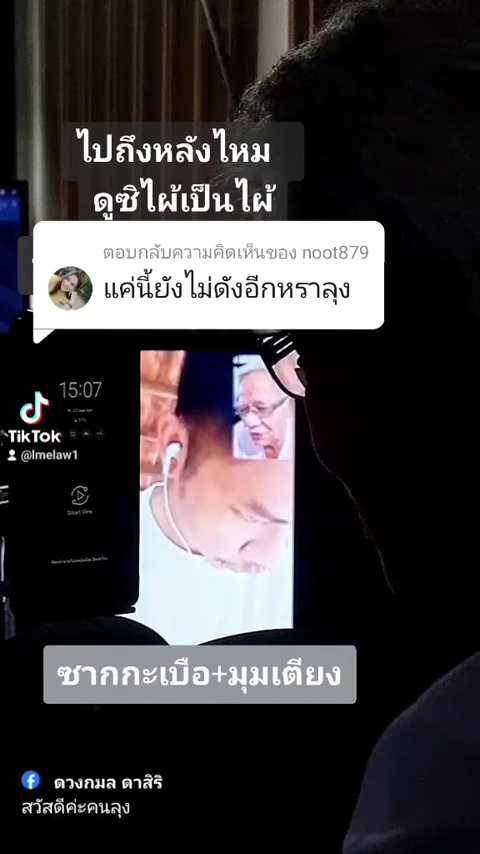 ไปถึงหลังไหม
ดูซิไผ้เป็นไผ้
ตอบกลับความคิดเห็นของ noot879
แค่นี้ยังไม่ดังอีกหราลุง
15:07
TikTok
@lmelaw1
Smart View
ซากกะเบือ+มุมเตียง
ดวงกมล ดาสิริ
สวัสดีค่ะคนลุง